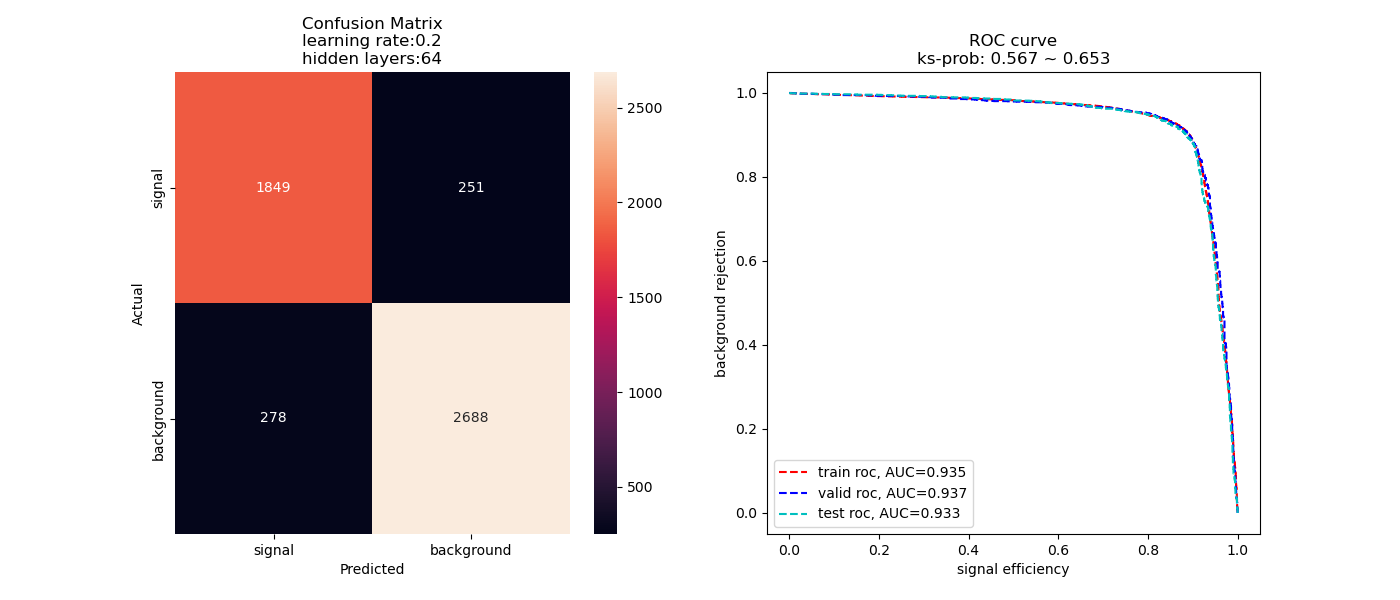 Confusion Matrix
learning rate:0.2
hidden layers:64
signal
background
Actual
1849
251
278
2688
signal
background
Predicted
2500
2000
1500
1000
500
ROC curve
ks-prob: 0.567 ~ 0.653
background rejection
1.0
0.8
0.6
0.4
0.2
0.0
train roc, AUC=0.935
valid roc, AUC=0.937
test roc, AUC=0.933
0.0
0.2
0.4
0.6
0.8
1.0
signal efficiency